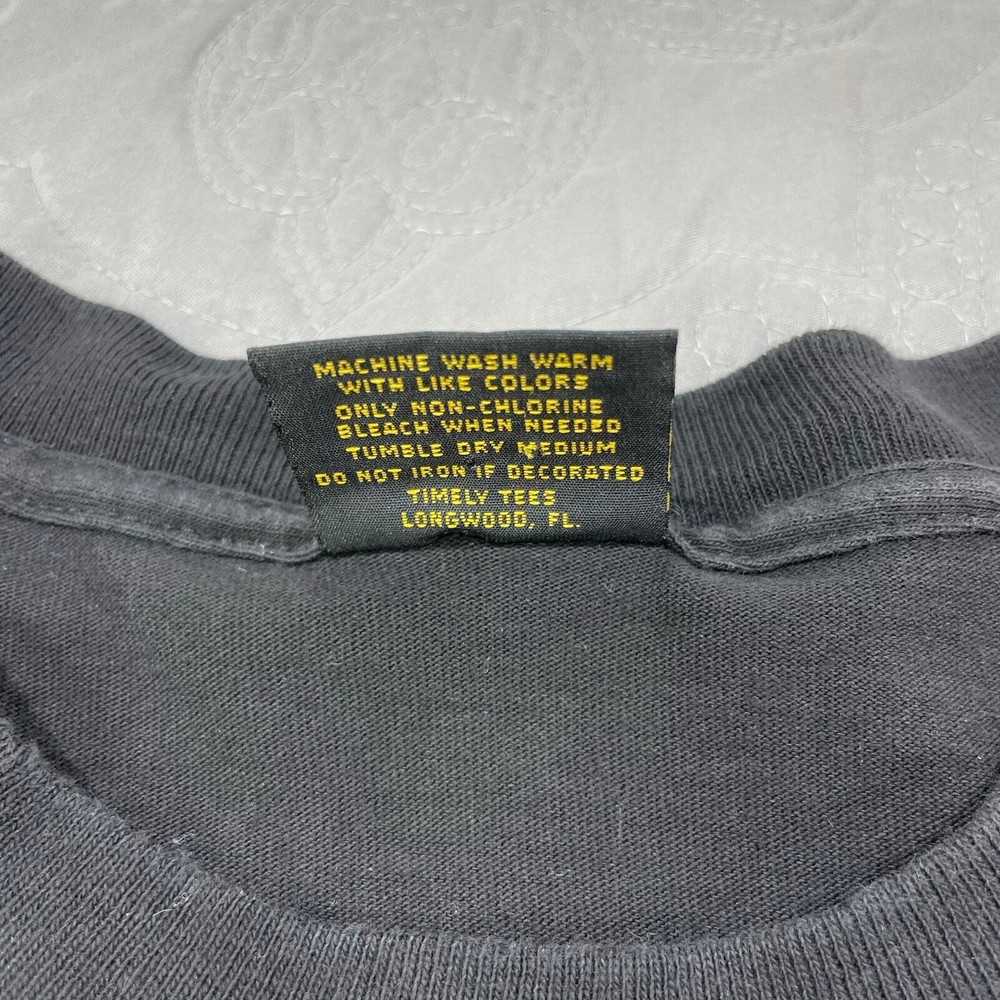 MACHINE WASH WARM
WITH LIKE COLORS
ONLY NON-CHLORINE
BLEACH WHEN NEEDED
TUMBLE DRY MEDIUM
DO NOT IRON IF DECORATED
TIMELY TEES
LONGWOOD, FL.